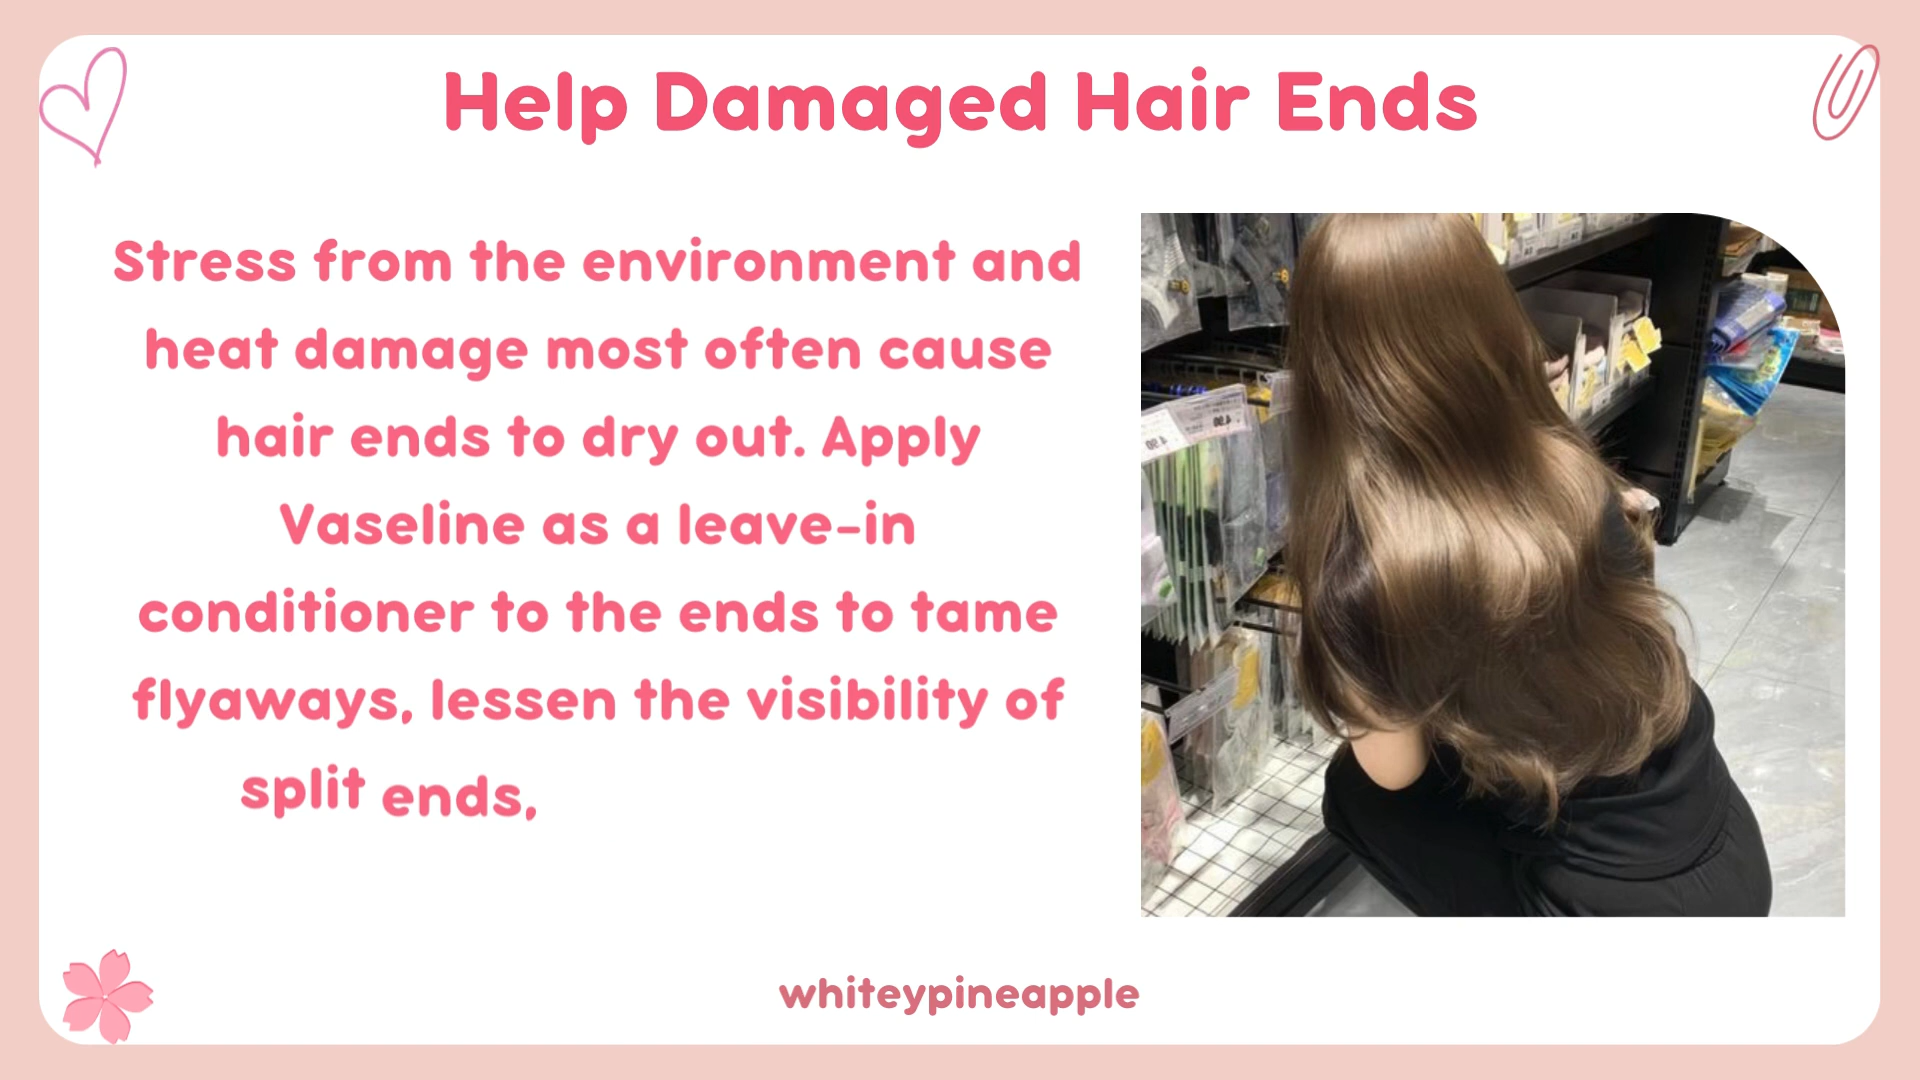 Help Damaged Hair Ends
Stress from the environment and
heat damage most often cause
hair ends to dry out. Apply
Vaseline as a leave-in
conditioner to the ends to tame
flyaways, lessen the visibility of
split ends,
whiteypineapple